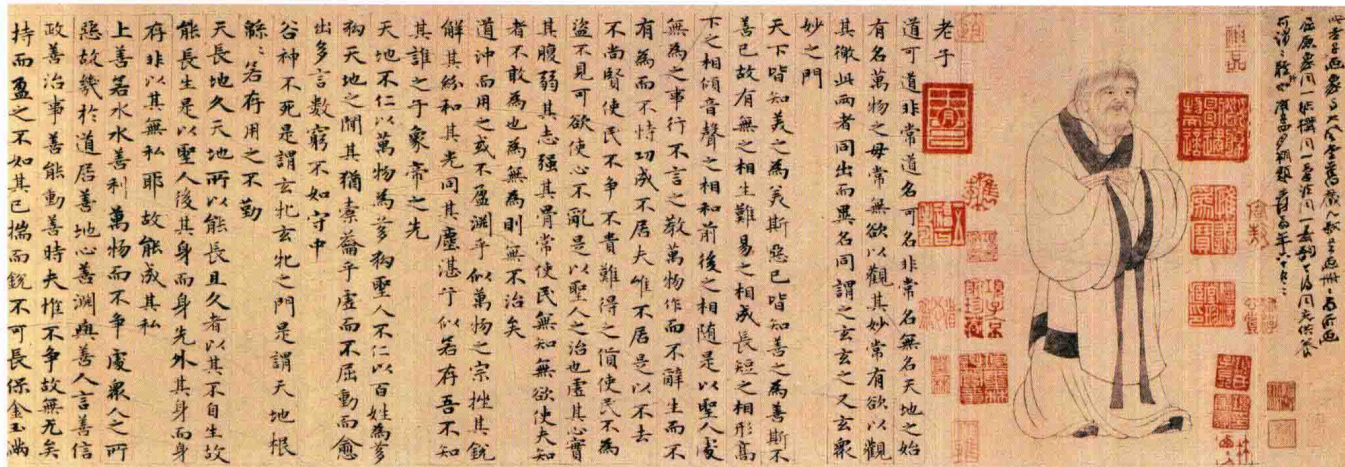 老子
道可道非常道名可名非常名無名天地之始
有名萬物之母常無欲以觀其妙常有欲以觀
其徼此兩者同出而異名同謂之玄玄之又玄衆
妙之門
天下皆知美之為美斯惡已皆知善之為善斯不
善已故有無之相生難易之相成長短之相形高
下之相傾音聲之相和前後之相随是以聖人處
無為之事行不言之教萬物作而不辭生而不
有為而不恃功成不居夫唯不居是以不去
不尚賢使民不争不貴難得之貨使民不為
盗不見可欲使心不亂是以聖人之治也虛其心實
其腹弱其志强其骨常使民無知無欲使夫知
者不敢為也為無為則無不治矣
道沖而用之或不盈淵乎似萬物之宗挫其銳
解其紛和其光同其塵湛兮似若存吾不知
其誰之子象帝之先
天地不仁以萬物為芻狗聖人不仁以百姓為芻
狗天地之間其猶橐籥乎虛而不屈動而愈
出多言數窮不如守中
谷神不死是謂玄牝玄牝之門是謂天地根
緜〻若存用之不勤
天長地久天地所以能長且久者以其不自生故
能長生是以聖人後其身而身先外其身而身
存非以其無私耶故能成其私
上善若水水善利萬物而不争處衆人之所
惡故幾於道居善地心善淵與善人言善信
政善治事善能動善時夫惟不争故無尤矣
持而盈之不如其已揣而銳不可長保金玉滿